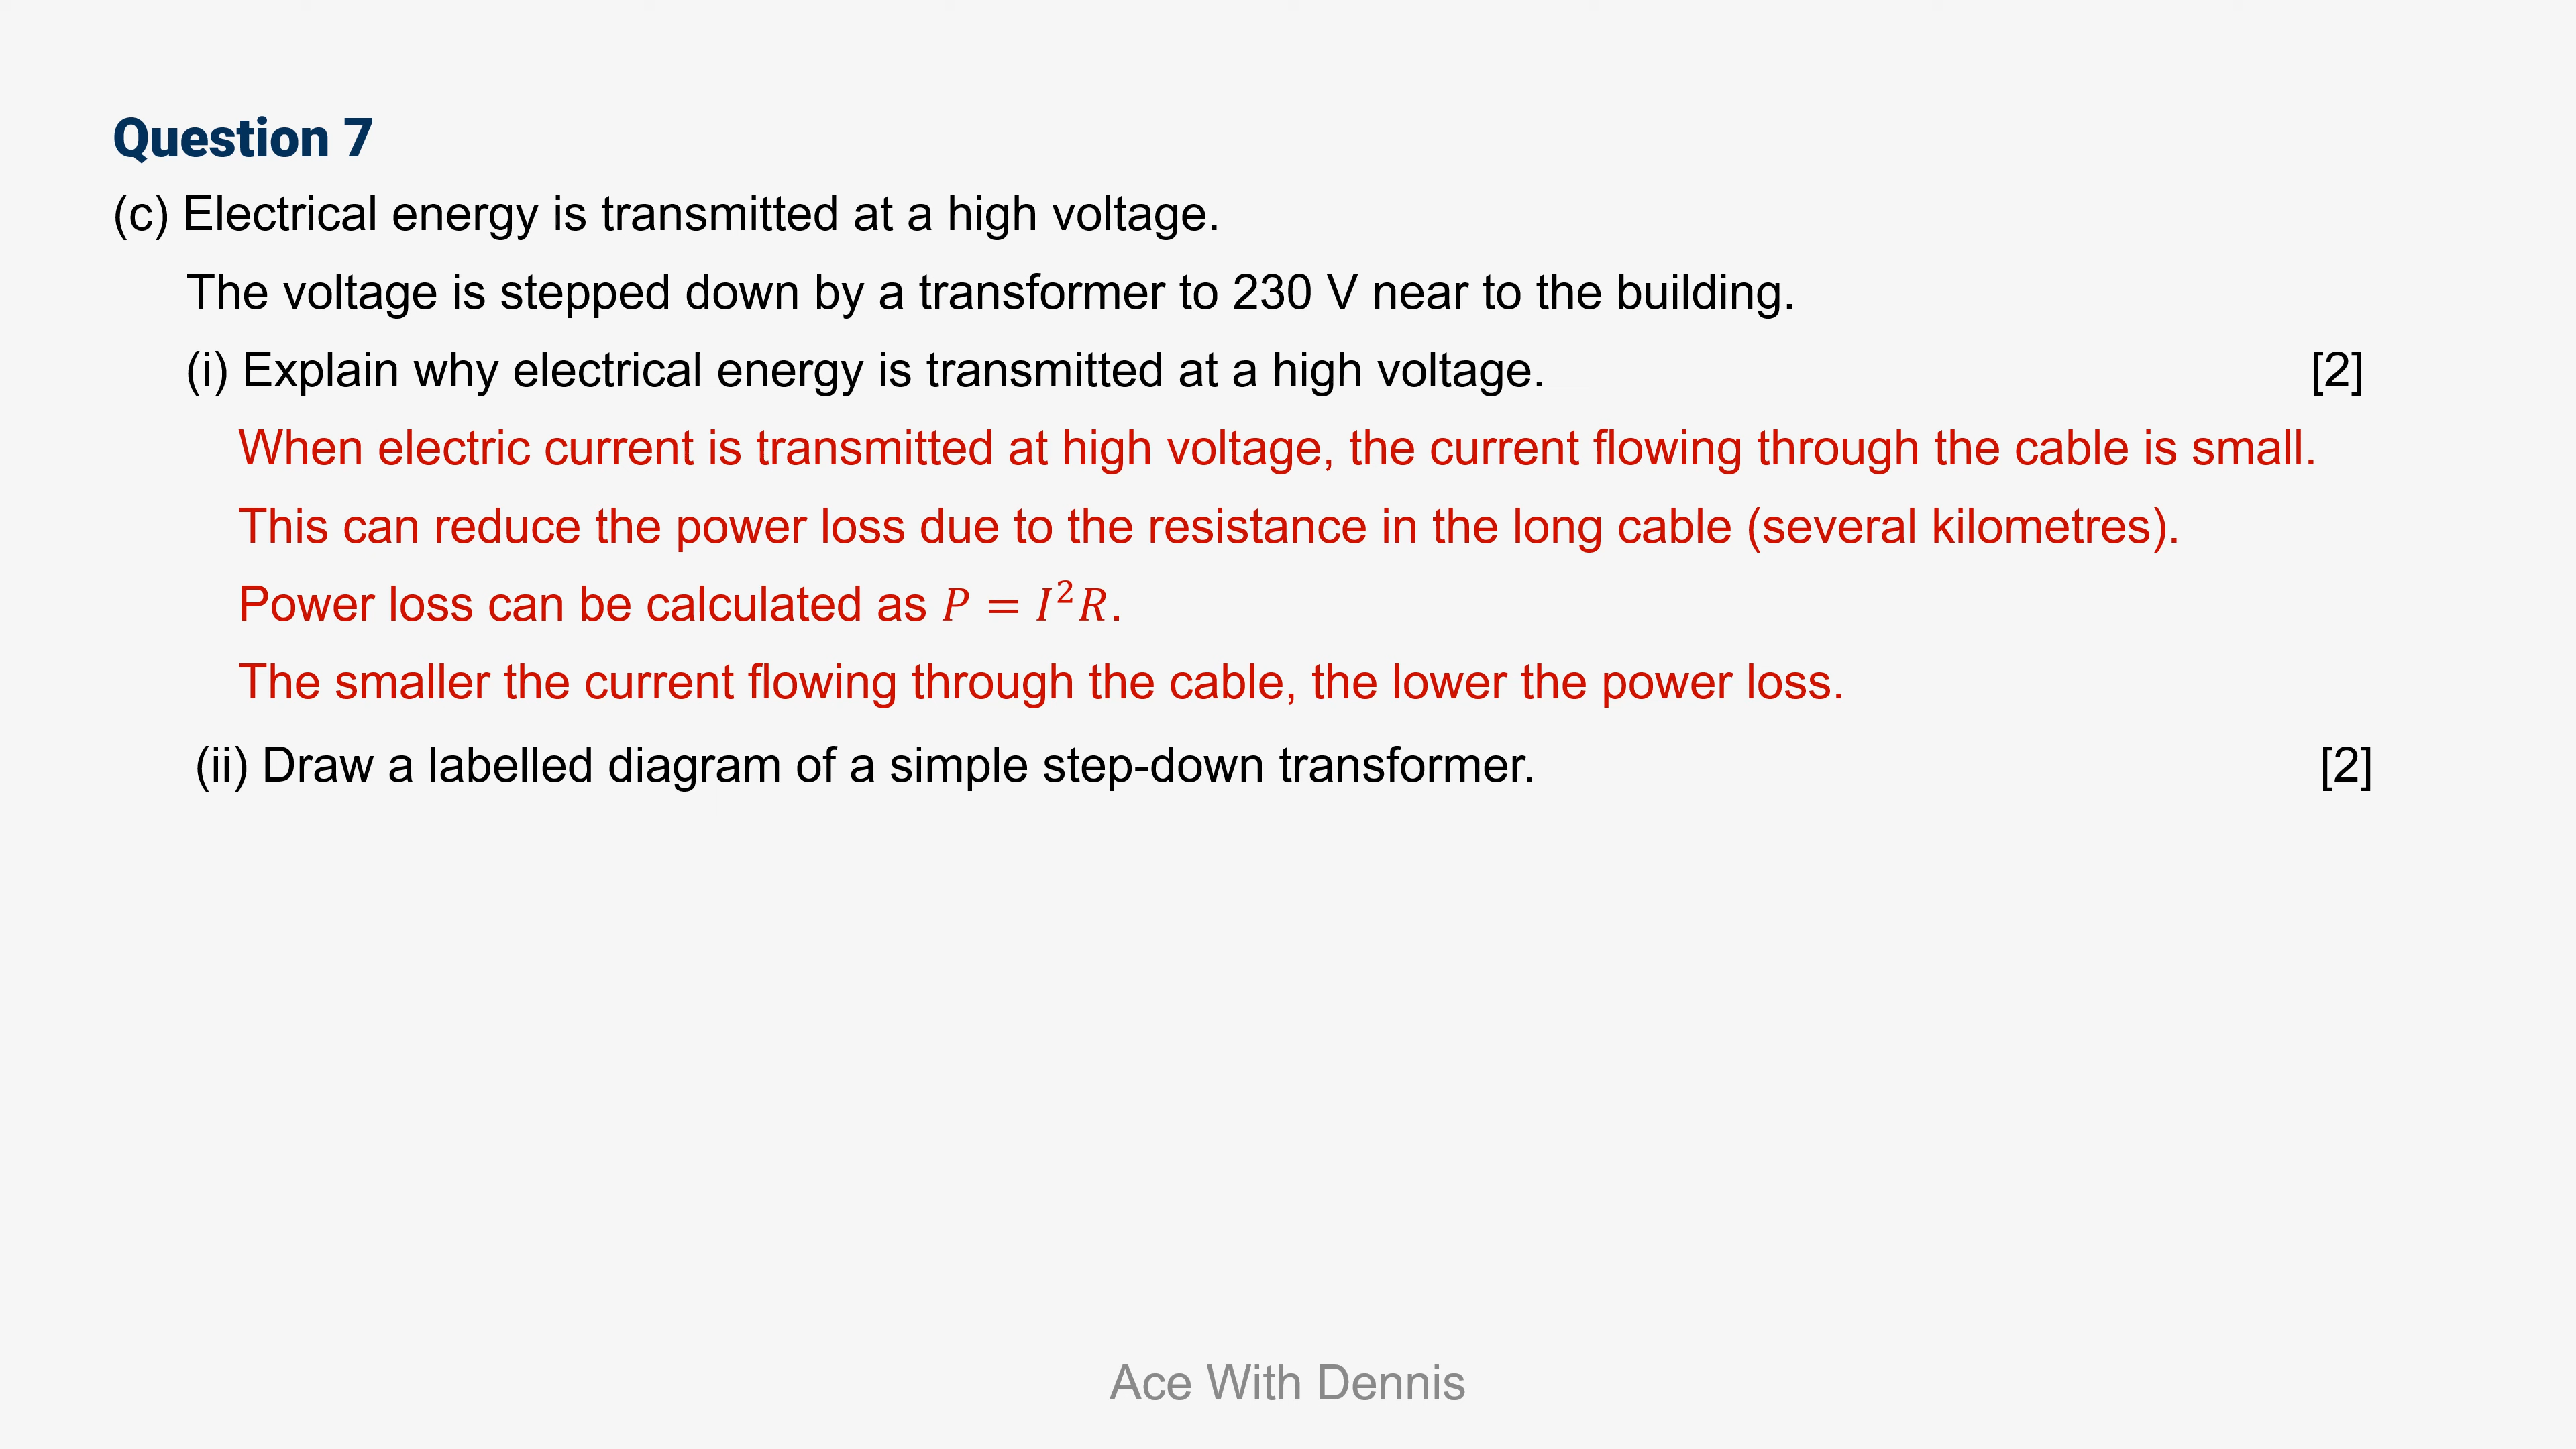 Question 7
(c) Electrical energy is transmitted at a high voltage.
The voltage is stepped down by a transformer to 230 V near to the building.
(i) Explain why electrical energy is transmitted at a high voltage. [2]
When electric current is transmitted at high voltage, the current flowing through the cable is small.
This can reduce the power loss due to the resistance in the long cable (several kilometres).
Power loss can be calculated as P = I²R.
The smaller the current flowing through the cable, the lower the power loss.
(ii) Draw a labelled diagram of a simple step-down transformer. [2]
Ace With Dennis